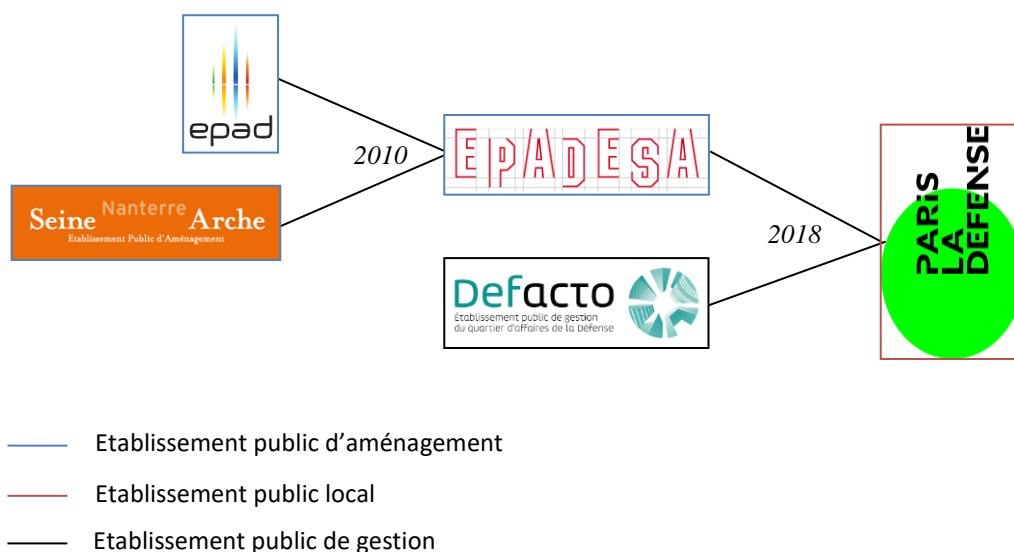 epad
2010
EPADESA
Seine Nanterre Arche
Etablissement Public d'Aménagement
PARiS
LA
DEFENSE
2018
Defacto
établissement public de gestion
du quartier d'affaires de la Défense
Etablissement public d’aménagement
Etablissement public local
Etablissement public de gestion